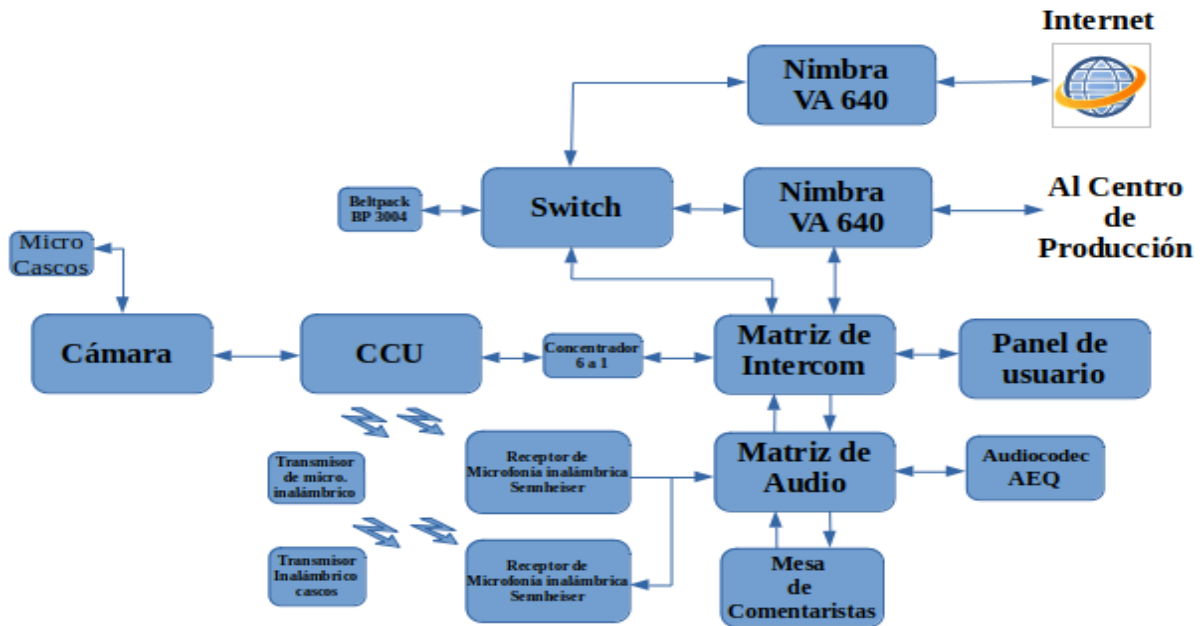 Internet
Nimbra
VA 640
Beltpack
BP 3004
Switch
Nimbra
VA 640
Al Centro
de
Producción
Micro
Cascos
Cámara
CCU
Concentrador
6 a 1
Matriz de
Intercom
Panel de
usuario
Transmisor
de micro.
inalámbrico
Receptor de
Microfonía inalámbrica
Sennheiser
Matriz de
Audio
Audiocodec
AEQ
Transmisor
Inalámbrico
cascos
Receptor de
Microfonía inalámbrica
Sennheiser
Mesa
de
Comentaristas